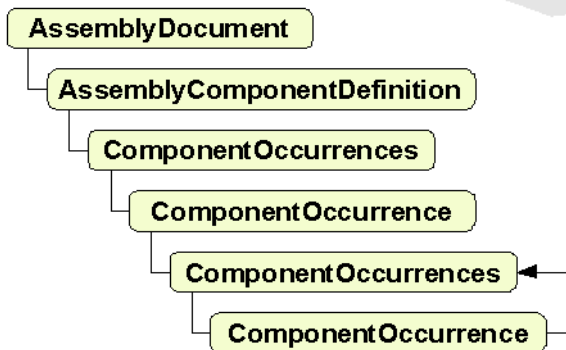 AssemblyDocument
AssemblyComponentDefinition
ComponentOccurrences
ComponentOccurrence
ComponentOccurrences
ComponentOccurrence